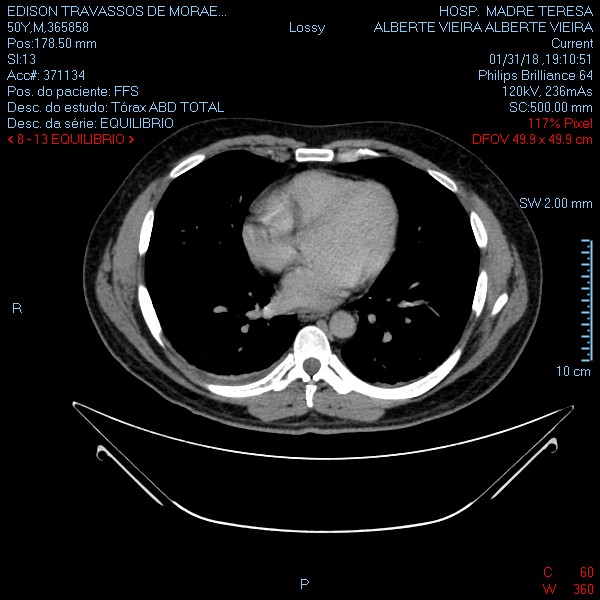 EDISON TRAVASSOS DE MORAE...
50Y,M,365858
Pos:178.50 mm
SI:13
Acc#: 371134
Pos. do paciente: FFS
Desc. do estudo: Tórax ABD TOTAL
Desc. da série: EQUILIBRIO
< 8 - 13 EQUILIBRIO >
Lossy
HOSP. MADRE TERESA
ALBERTE VIEIRA ALBERTE VIEIRA
Current
01/31/18 ,19:10:51
Philips Brilliance 64
120kV, 236mAs
SC:500.00 mm
117% Pixel
DFOV 49.9 x 49.9 cm
SW 2.00 mm
R
10 cm
P
C 60
W 360